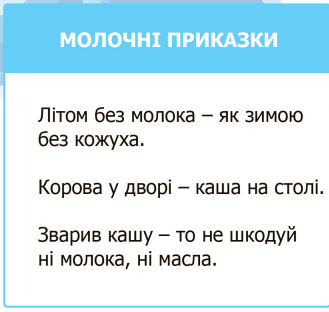 МОЛОЧНІ ПРИКАЗКИ
Літом без молока – як зимою
без кожуха.
Корова у дворі – каша на столі.
Зварив кашу – то не шкодуй
ні молока, ні масла.